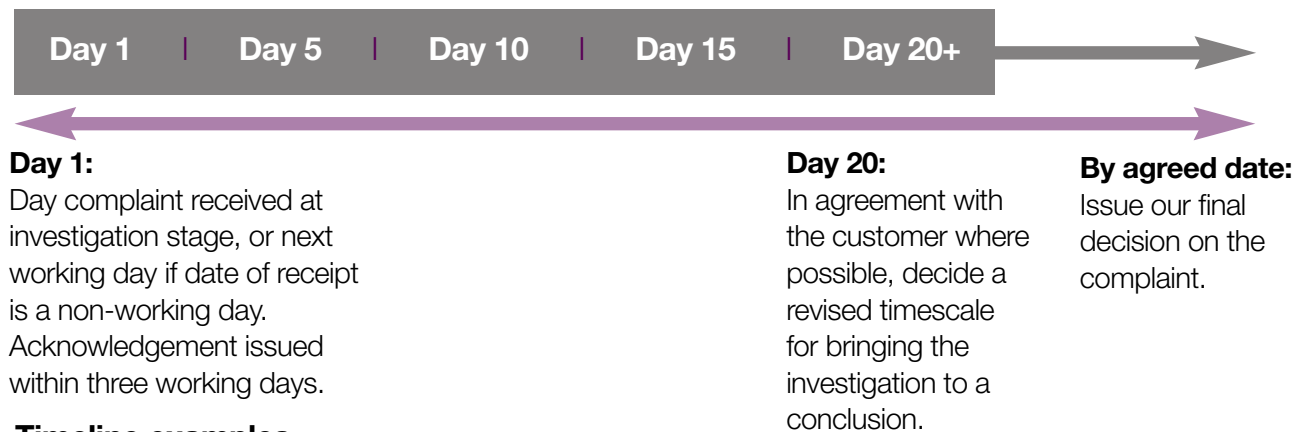 Day 1 | Day 5 | Day 10 | Day 15 | Day 20+
Day 1:
Day complaint received at
investigation stage, or next
working day if date of receipt
is a non-working day.
Acknowledgement issued
within three working days.
Day 20:
In agreement with
the customer where
possible, decide a
revised timescale
for bringing the
investigation to a
conclusion.
By agreed date:
Issue our final
decision on the
complaint.
Timeline examples